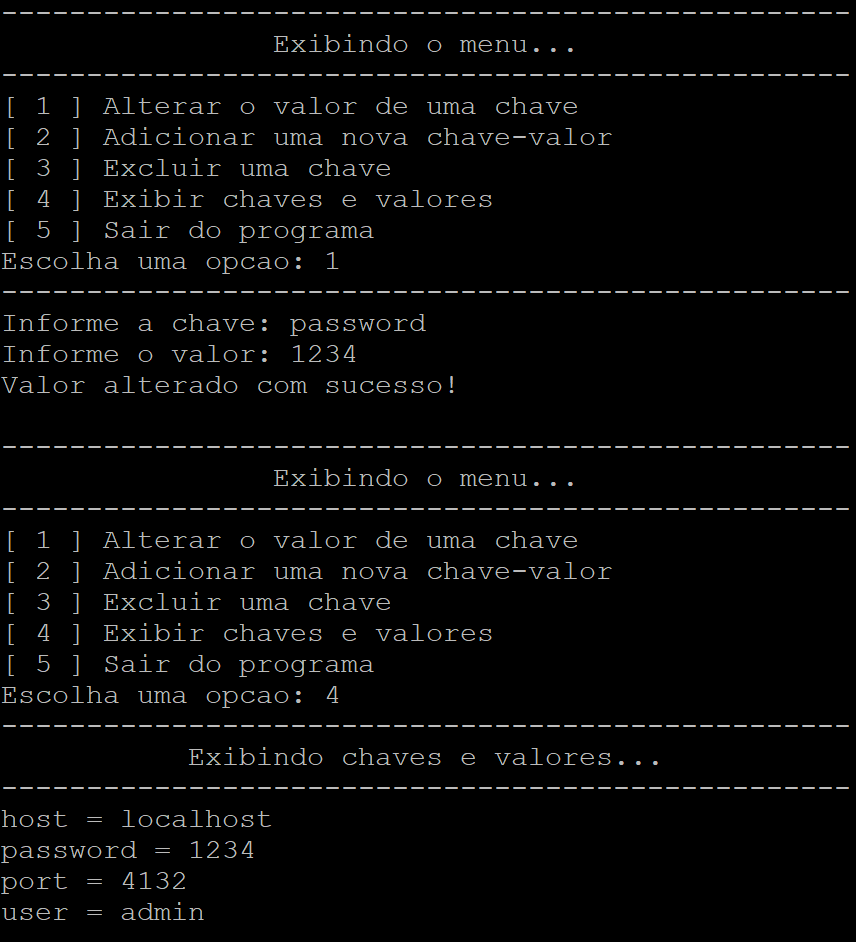 --------------------------------------------------
Exibindo o menu...
--------------------------------------------------
[ 1 ] Alterar o valor de uma chave
[ 2 ] Adicionar uma nova chave-valor
[ 3 ] Excluir uma chave
[ 4 ] Exibir chaves e valores
[ 5 ] Sair do programa
Escolha uma opcao: 1
--------------------------------------------------
Informe a chave: password
Informe o valor: 1234
Valor alterado com sucesso!
--------------------------------------------------
Exibindo o menu...
--------------------------------------------------
[ 1 ] Alterar o valor de uma chave
[ 2 ] Adicionar uma nova chave-valor
[ 3 ] Excluir uma chave
[ 4 ] Exibir chaves e valores
[ 5 ] Sair do programa
Escolha uma opcao: 4
--------------------------------------------------
Exibindo chaves e valores...
--------------------------------------------------
host = localhost
password = 1234
port = 4132
user = admin